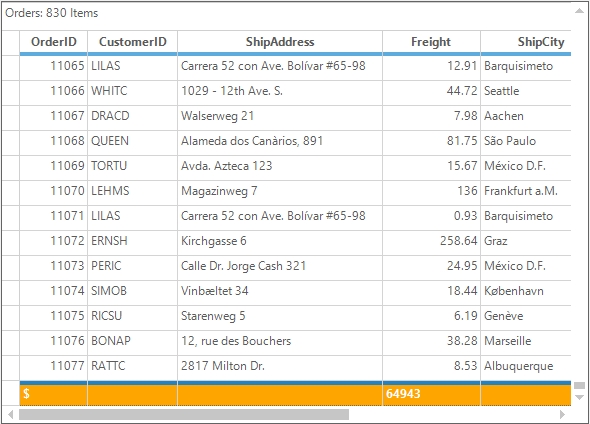 Orders: 830 Items
OrderID CustomerID ShipAddress Freight ShipCity
11065 LILAS Carrera 52 con Ave. Bolívar #65-98 12.91 Barquisimeto
11066 WHITC 1029 - 12th Ave. S. 44.72 Seattle
11067 DRACD Walserweg 21 7.98 Aachen
11068 QUEEN Alameda dos Canàrios, 891 81.75 São Paulo
11069 TORTU Avda. Azteca 123 15.67 México D.F.
11070 LEHMS Magazinweg 7 136 Frankfurt a.M.
11071 LILAS Carrera 52 con Ave. Bolívar #65-98 0.93 Barquisimeto
11072 ERNSH Kirchgasse 6 258.64 Graz
11073 PERIC Calle Dr. Jorge Cash 321 24.95 México D.F.
11074 SIMOB Vinbæltet 34 18.44 København
11075 RICSU Starenweg 5 6.19 Genève
11076 BONAP 12, rue des Bouchers 38.28 Marseille
11077 RATTC 2817 Milton Dr. 8.53 Albuquerque
$ 64943